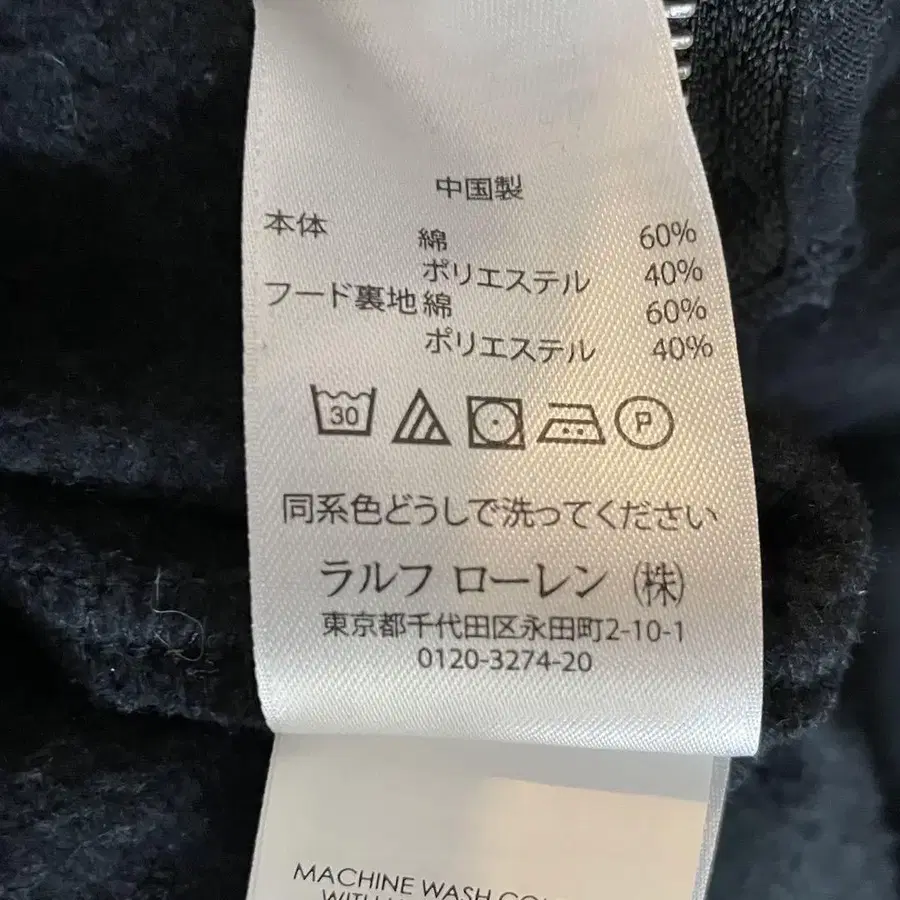 中国製
本体 綿 60%
ポリエステル 40%
フード裏地 綿 60%
ポリエステル 40%
30 P
同系色どうしで洗ってください
ラルフ ローレン (株)
東京都千代田区永田町2-10-1
0120-3274-20
MACHINE WASH